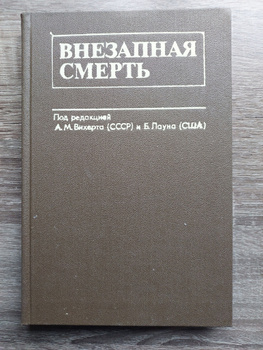 ВНЕЗАПНАЯ
СМЕРТЬ
Под редакцией
А.М.Вихерта (СССР) и Б.Лауна (США)